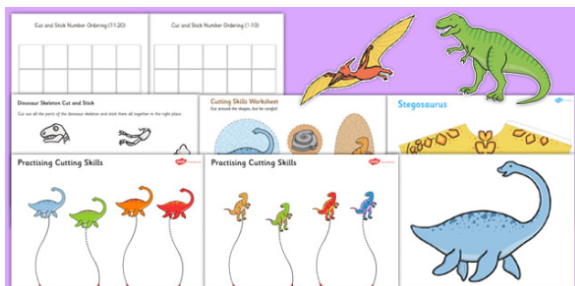 Cut and Stick Number Ordering (11-20)
Cut and Stick Number Ordering (1-10)
Dinosaur Skeleton Cut and Stick
Cut out all the parts of the dinosaur skeleton and stick them all together in the right place.
Cutting Skills Worksheet
Cut around the shapes, but be careful!
Stegosaurus
Practising Cutting Skills
Practising Cutting Skills